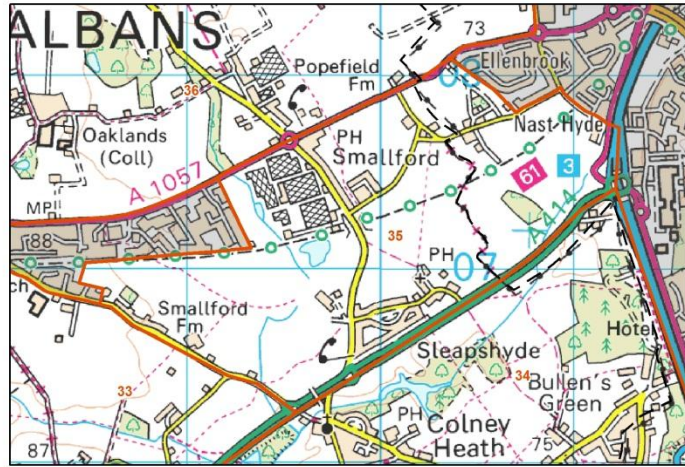 ALBANS
73
Popefield
Fm
Ellenbrook
08
36
PH
Nast Hyde
Oaklands
(Coll)
Smallford
A 1057
61
3
MP
88
A414
35
PH
07
Smallford
Fm
Hotel
Sleapshyde
34
Bullen's
Green
33
PH
Colney
Heath
75
87